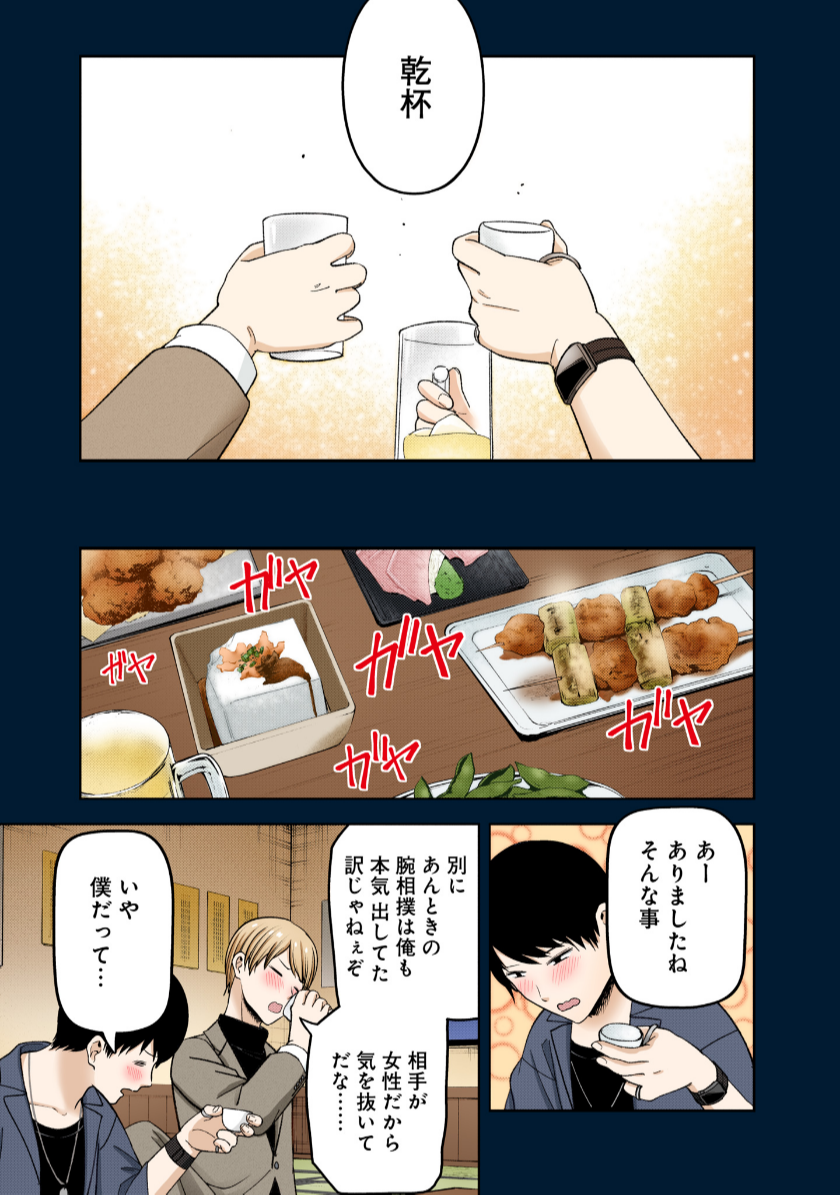 乾杯
ガヤ
ガヤ
ガヤ
ガヤ
ガヤ
あー
ありましたね
そんな事
別に
あんときの
腕相撲は俺も
本気出してた
訳じゃねぇぞ
相手が
女性だから
気を抜いて
だな……
いや
僕だって…